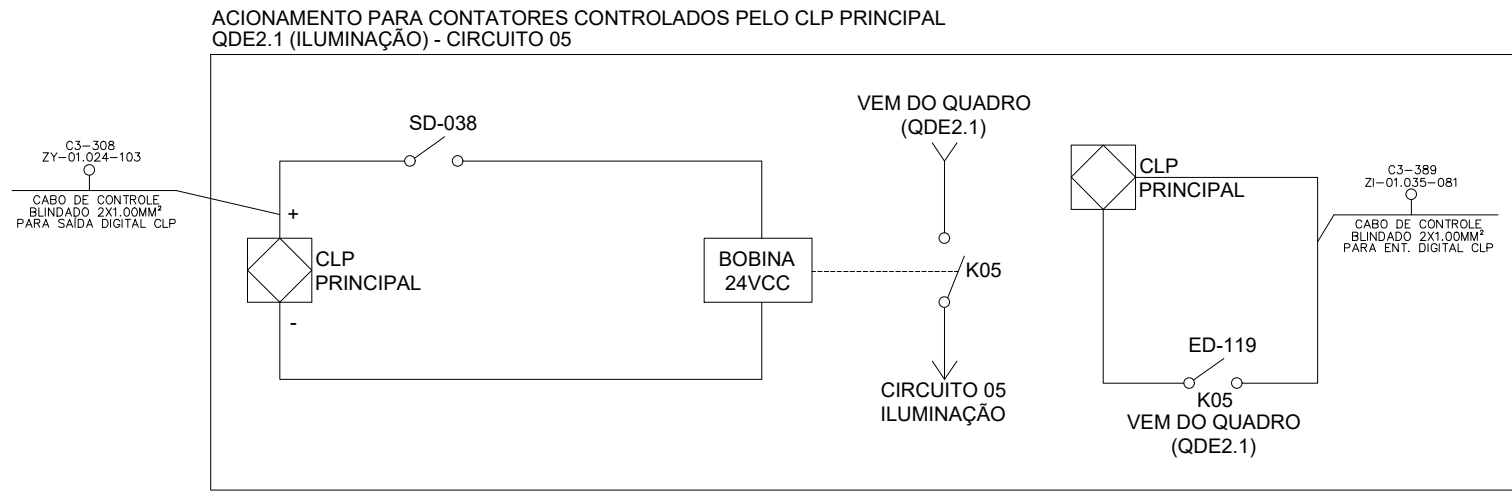 ACIONAMENTO PARA CONTATORES CONTROLADOS PELO CLP PRINCIPAL
QDE2.1 (ILUMINAÇÃO) - CIRCUITO 05
C3-308
ZY-01.024-103
CABO DE CONTROLE
BLINDADO 2X1.00MM²
PARA SAÍDA DIGITAL CLP
SD-038
+
CLP
PRINCIPAL
-
BOBINA
24VCC
VEM DO QUADRO
(QDE2.1)
K05
CIRCUITO 05
ILUMINAÇÃO
CLP
PRINCIPAL
ED-119
K05
VEM DO QUADRO
(QDE2.1)
C3-389
ZI-01.035-081
CABO DE CONTROLE
BLINDADO 2X1.00MM²
PARA ENT. DIGITAL CLP